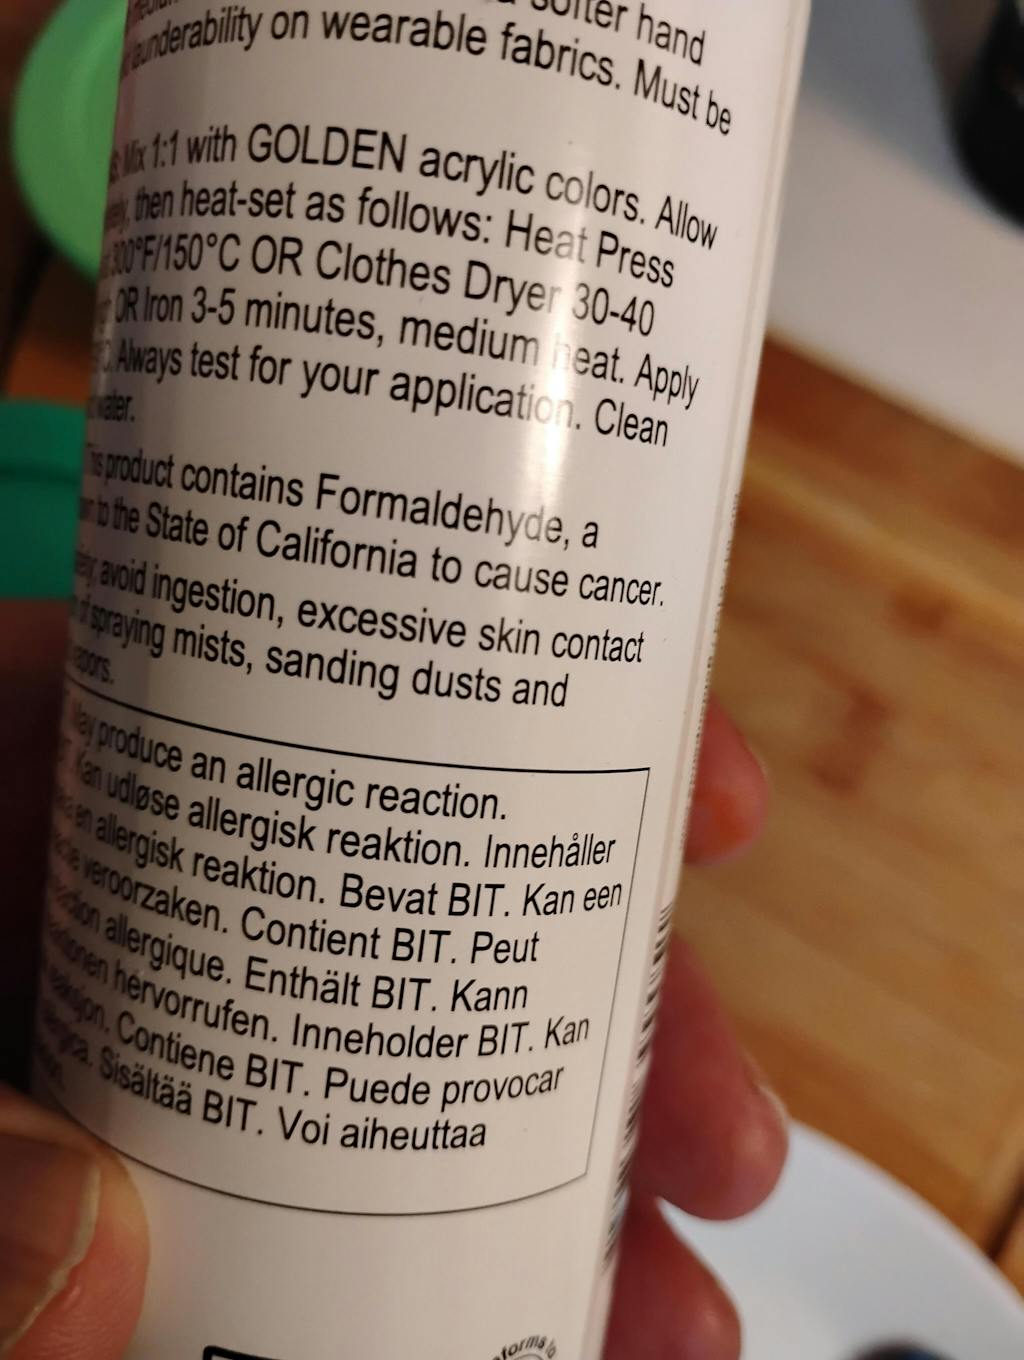 softer hand
launderability on wearable fabrics. Must be
Mix 1:1 with GOLDEN acrylic colors. Allow
then heat-set as follows: Heat Press
300°F/150°C OR Clothes Dryer 30-40
OR Iron 3-5 minutes, medium heat. Apply
Always test for your application. Clean
water.
This product contains Formaldehyde, a
to the State of California to cause cancer.
avoid ingestion, excessive skin contact
of spraying mists, sanding dusts and
vapors.
May produce an allergic reaction.
Kan udløse allergisk reaktion. Innehåller
en allergisk reaktion. Bevat BIT. Kan een
veroorzaken. Contient BIT. Peut
allergique. Enthält BIT. Kann
hervorrufen. Inneholder BIT. Kan
Contiene BIT. Puede provocar
Sisältää BIT. Voi aiheuttaa